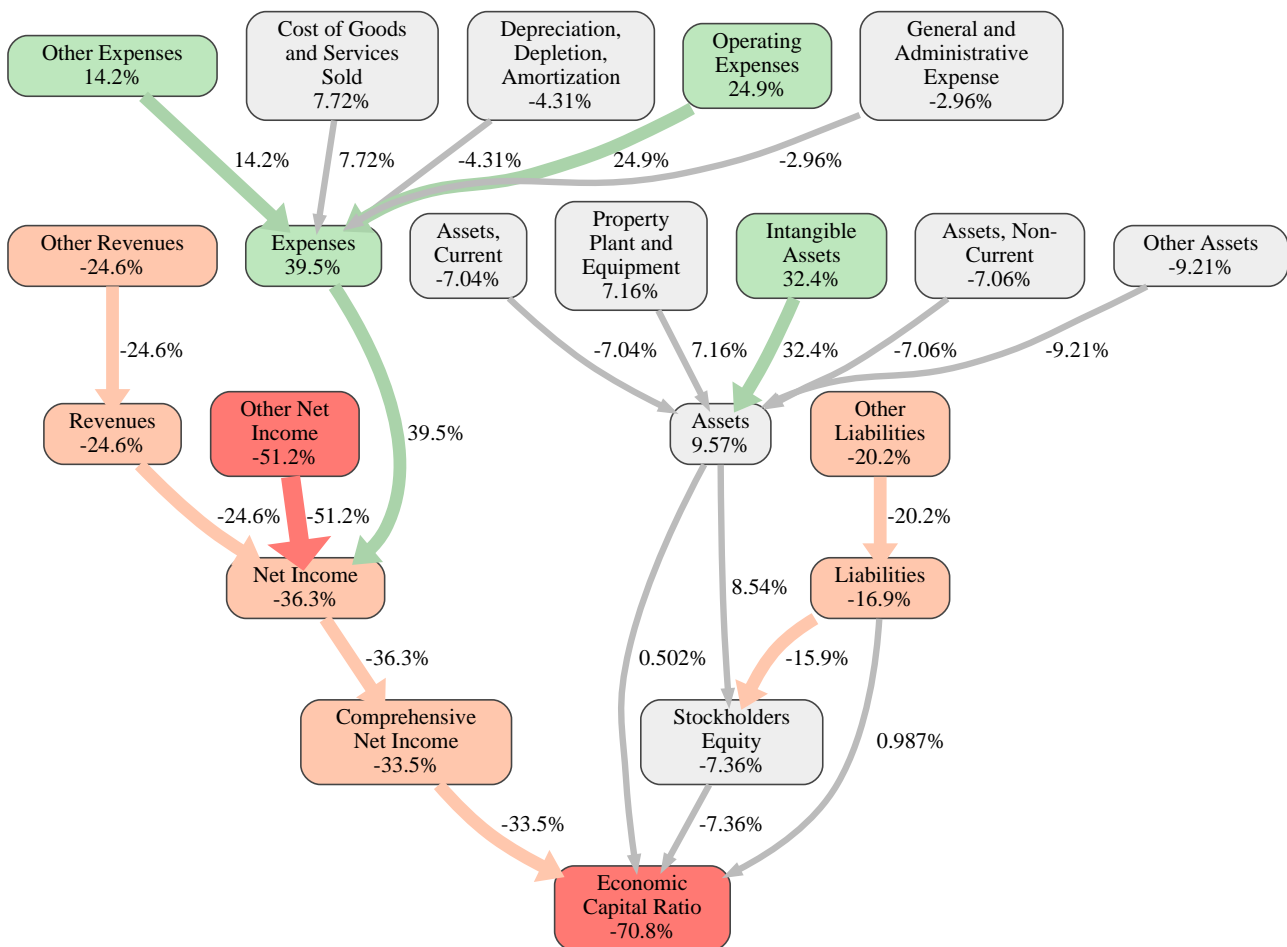 Other Expenses
14.2%
Cost of Goods
and Services
Sold
7.72%
Depreciation,
Depletion,
Amortization
-4.31%
Operating
Expenses
24.9%
General and
Administrative
Expense
-2.96%
14.2%
7.72%
-4.31%
24.9%
-2.96%
Other Revenues
-24.6%
Expenses
39.5%
Assets,
Current
-7.04%
Property
Plant and
Equipment
7.16%
Intangible
Assets
32.4%
Assets, Non-
Current
-7.06%
Other Assets
-9.21%
-24.6%
-7.04%
7.16%
32.4%
-7.06%
-9.21%
Revenues
-24.6%
Other Net
Income
-51.2%
39.5%
Assets
9.57%
Other
Liabilities
-20.2%
-24.6%
-51.2%
-20.2%
Net Income
-36.3%
8.54%
Liabilities
-16.9%
-36.3%
0.502%
-15.9%
Comprehensive
Net Income
-33.5%
Stockholders
Equity
-7.36%
0.987%
-33.5%
-7.36%
Economic
Capital Ratio
-70.8%